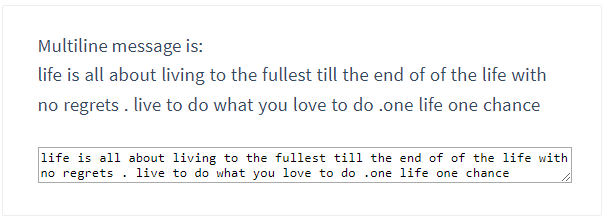 Multiline message is:
life is all about living to the fullest till the end of of the life with
no regrets . live to do what you love to do .one life one chance
life is all about living to the fullest till the end of of the life with
no regrets . live to do what you love to do .one life one chance